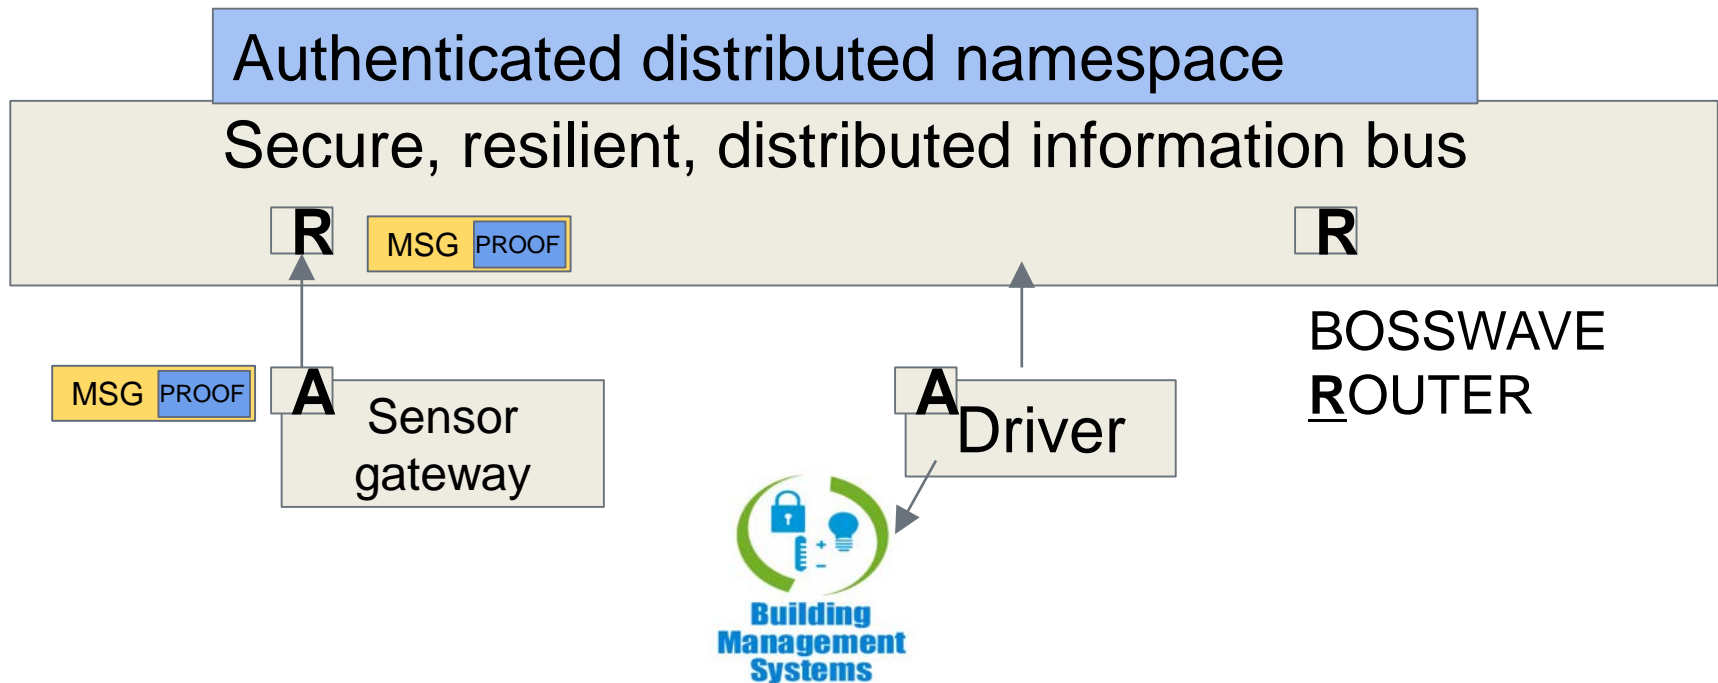 Authenticated distributed namespace
Secure, resilient, distributed information bus
R
MSG PROOF
R
BOSSWAVE
ROUTER
MSG PROOF
A
Sensor
gateway
A
Driver
+
−
Building
Management
Systems